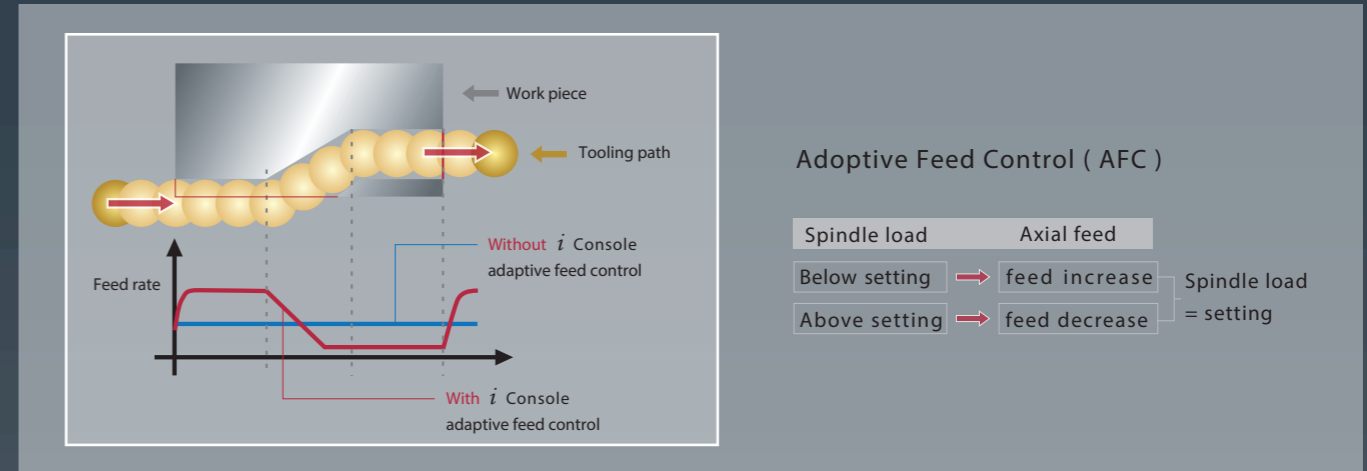 Work piece
Tooling path
Feed rate
Without i Console
adaptive feed control
With i Console
adaptive feed control
Adoptive Feed Control ( AFC )
Spindle load Axial feed
Below setting feed increase
Above setting feed decrease
Spindle load
= setting